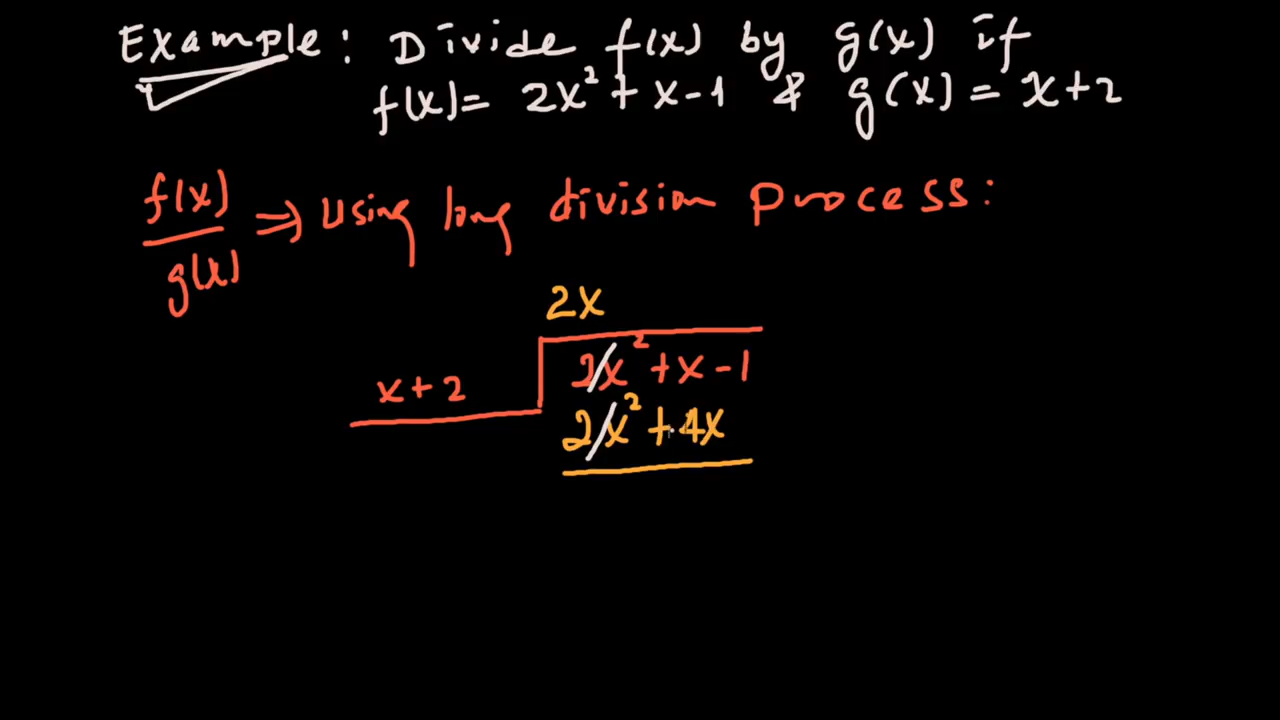 Example: Divide f(x) by g(x) if
f(x)= 2x²+x-1 & g(x)= x+2
f(x)
g(x)
⇒ Using long division process:
2x
x+2
2x²+x-1
2x²+4x